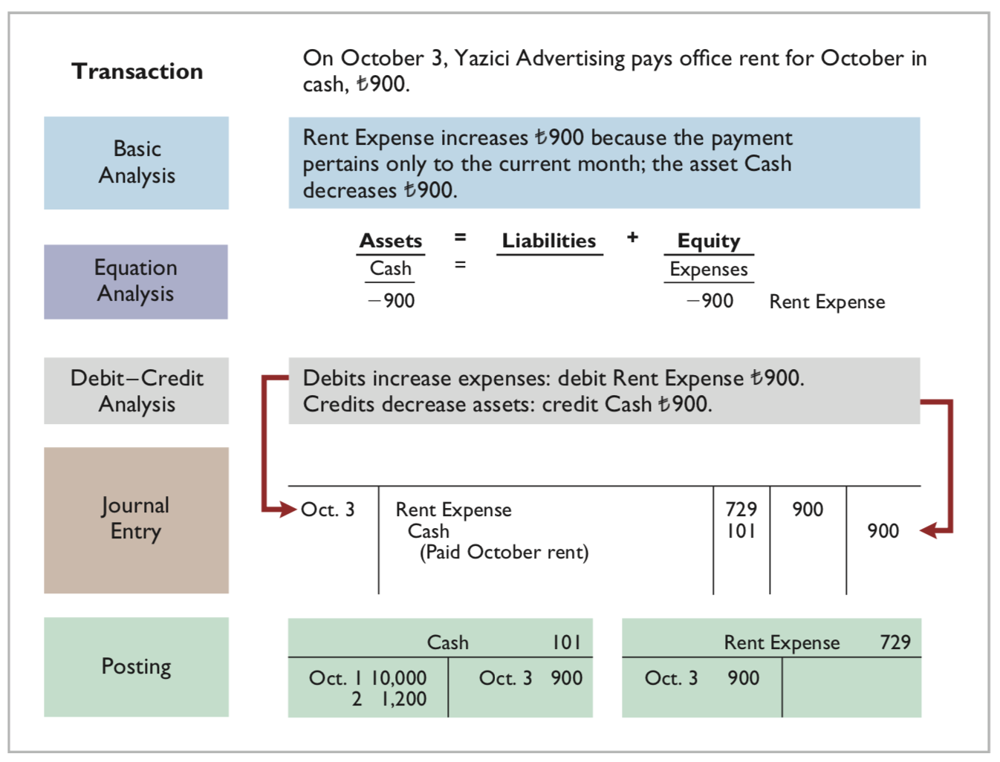 Transaction
On October 3, Yazici Advertising pays office rent for October in
cash, ₺900.
Basic
Analysis
Rent Expense increases ₺900 because the payment
pertains only to the current month; the asset Cash
decreases ₺900.
Equation
Analysis
Assets = Liabilities + Equity
Cash = Expenses
−900 −900 Rent Expense
Debit–Credit
Analysis
Debits increase expenses: debit Rent Expense ₺900.
Credits decrease assets: credit Cash ₺900.
Journal
Entry
Oct. 3 Rent Expense 729 900
Cash 101 900
(Paid October rent)
Posting
Cash 101
Oct. 1 10,000 Oct. 3 900
2 1,200
Rent Expense 729
Oct. 3 900